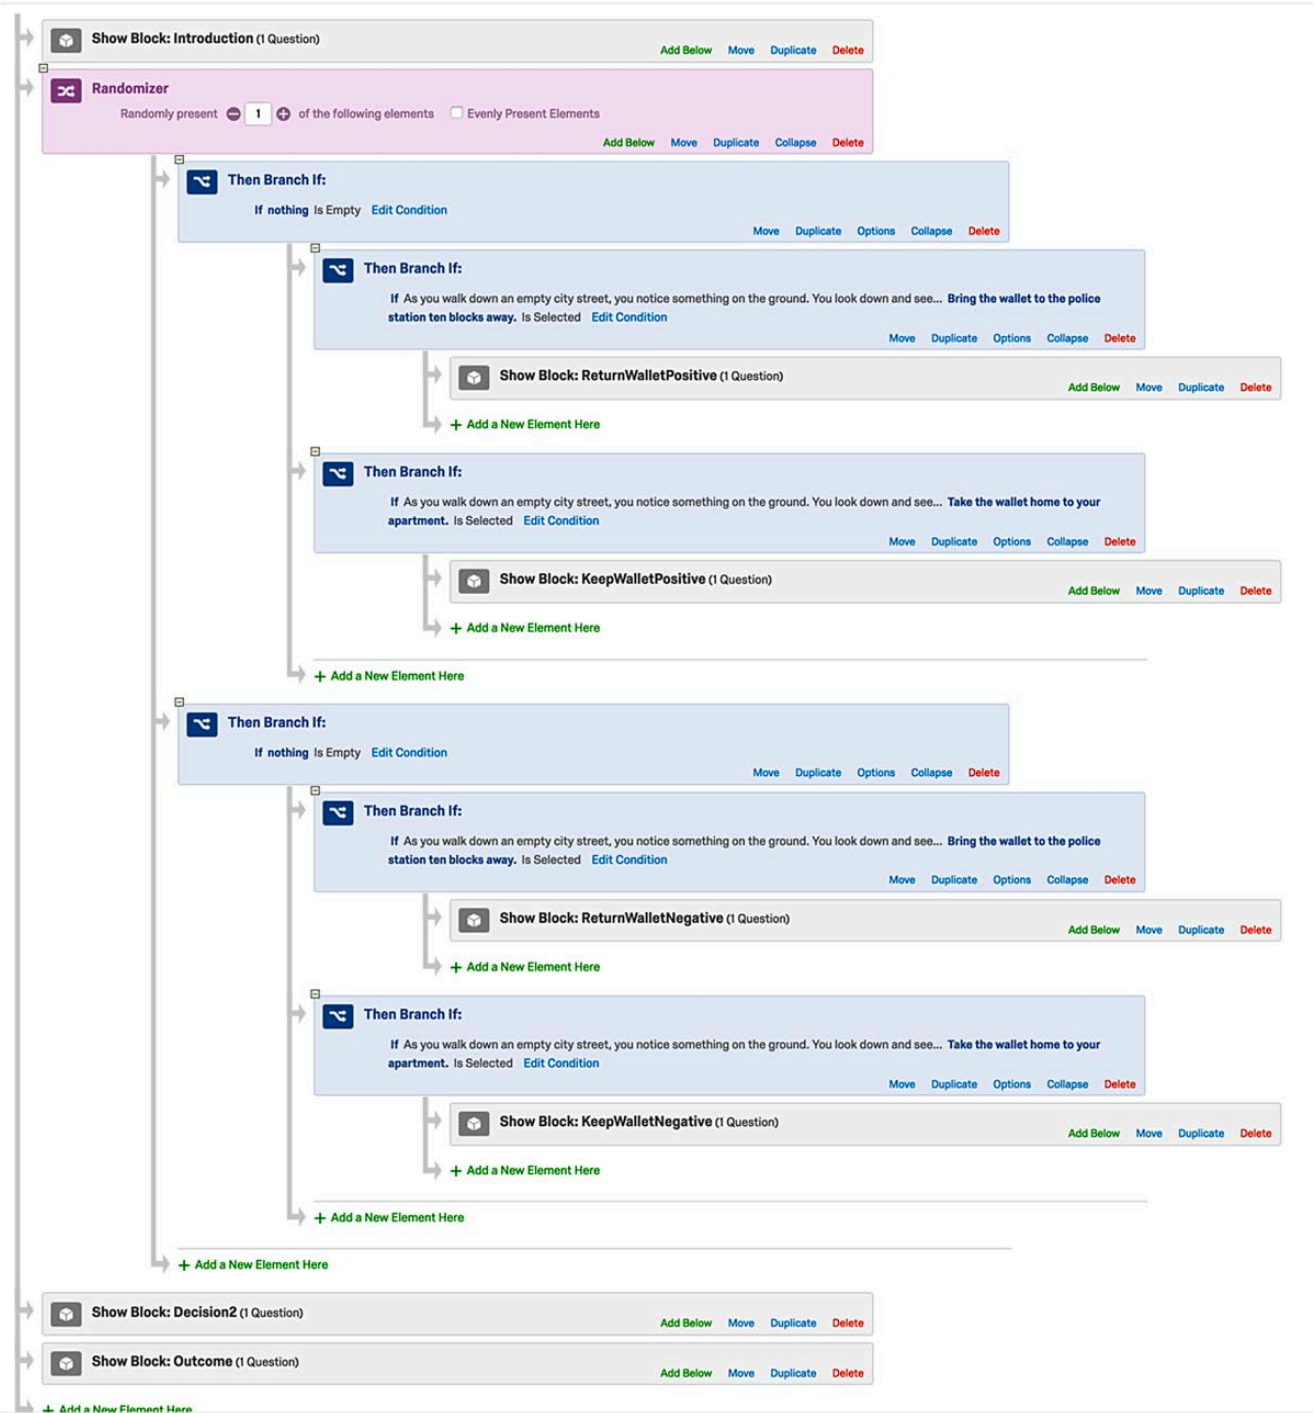 Show Block: Introduction (1 Question)
Add Below Move Duplicate Delete
Randomizer
Randomly present 1 of the following elements Evenly Present Elements
Add Below Move Duplicate Collapse Delete
Then Branch If:
If nothing Is Empty Edit Condition
Move Duplicate Options Collapse Delete
Then Branch If:
If As you walk down an empty city street, you notice something on the ground. You look down and see... Bring the wallet to the police
station ten blocks away. Is Selected Edit Condition
Move Duplicate Options Collapse Delete
Show Block: ReturnWalletPositive (1 Question)
Add Below Move Duplicate Delete
+ Add a New Element Here
Then Branch If:
If As you walk down an empty city street, you notice something on the ground. You look down and see... Take the wallet home to your
apartment. Is Selected Edit Condition
Move Duplicate Options Collapse Delete
Show Block: KeepWalletPositive (1 Question)
Add Below Move Duplicate Delete
+ Add a New Element Here
+ Add a New Element Here
Then Branch If:
If nothing Is Empty Edit Condition
Move Duplicate Options Collapse Delete
Then Branch If:
If As you walk down an empty city street, you notice something on the ground. You look down and see... Bring the wallet to the police
station ten blocks away. Is Selected Edit Condition
Move Duplicate Options Collapse Delete
Show Block: ReturnWalletNegative (1 Question)
Add Below Move Duplicate Delete
+ Add a New Element Here
Then Branch If:
If As you walk down an empty city street, you notice something on the ground. You look down and see... Take the wallet home to your
apartment. Is Selected Edit Condition
Move Duplicate Options Collapse Delete
Show Block: KeepWalletNegative (1 Question)
Add Below Move Duplicate Delete
+ Add a New Element Here
+ Add a New Element Here
+ Add a New Element Here
Show Block: Decision2 (1 Question)
Add Below Move Duplicate Delete
Show Block: Outcome (1 Question)
Add Below Move Duplicate Delete
+ Add a New Element Here